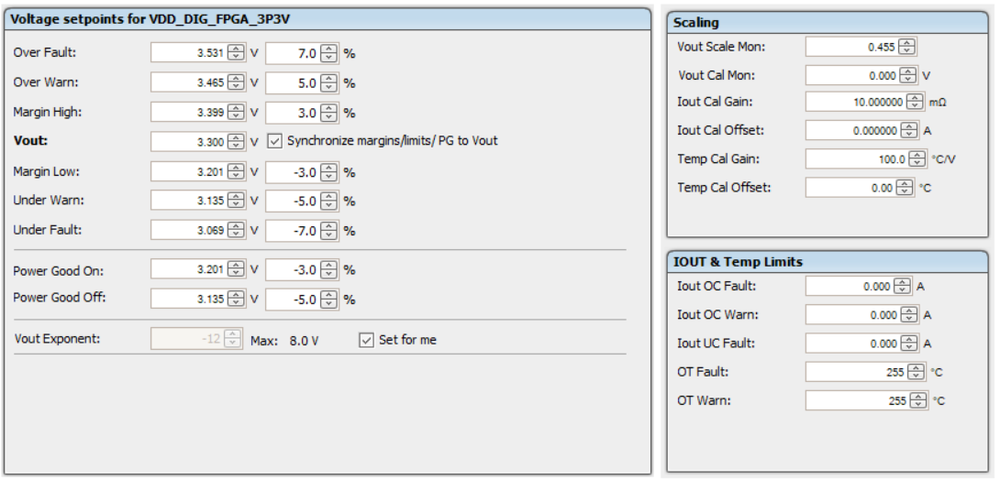 Voltage setpoints for VDD_DIG_FPGA_3P3V
Over Fault: 3.531 V 7.0 %
Over Warn: 3.465 V 5.0 %
Margin High: 3.399 V 3.0 %
Vout: 3.300 V Synchronize margins/limits/ PG to Vout
Margin Low: 3.201 V -3.0 %
Under Warn: 3.135 V -5.0 %
Under Fault: 3.069 V -7.0 %
Power Good On: 3.201 V -3.0 %
Power Good Off: 3.135 V -5.0 %
Vout Exponent: -12 Max: 8.0 V Set for me
Scaling
Vout Scale Mon: 0.455
Vout Cal Mon: 0.000 V
Iout Cal Gain: 10.000000 mΩ
Iout Cal Offset: 0.000000 A
Temp Cal Gain: 100.0 °C/V
Temp Cal Offset: 0.00 °C
IOUT & Temp Limits
Iout OC Fault: 0.000 A
Iout OC Warn: 0.000 A
Iout UC Fault: 0.000 A
OT Fault: 255 °C
OT Warn: 255 °C